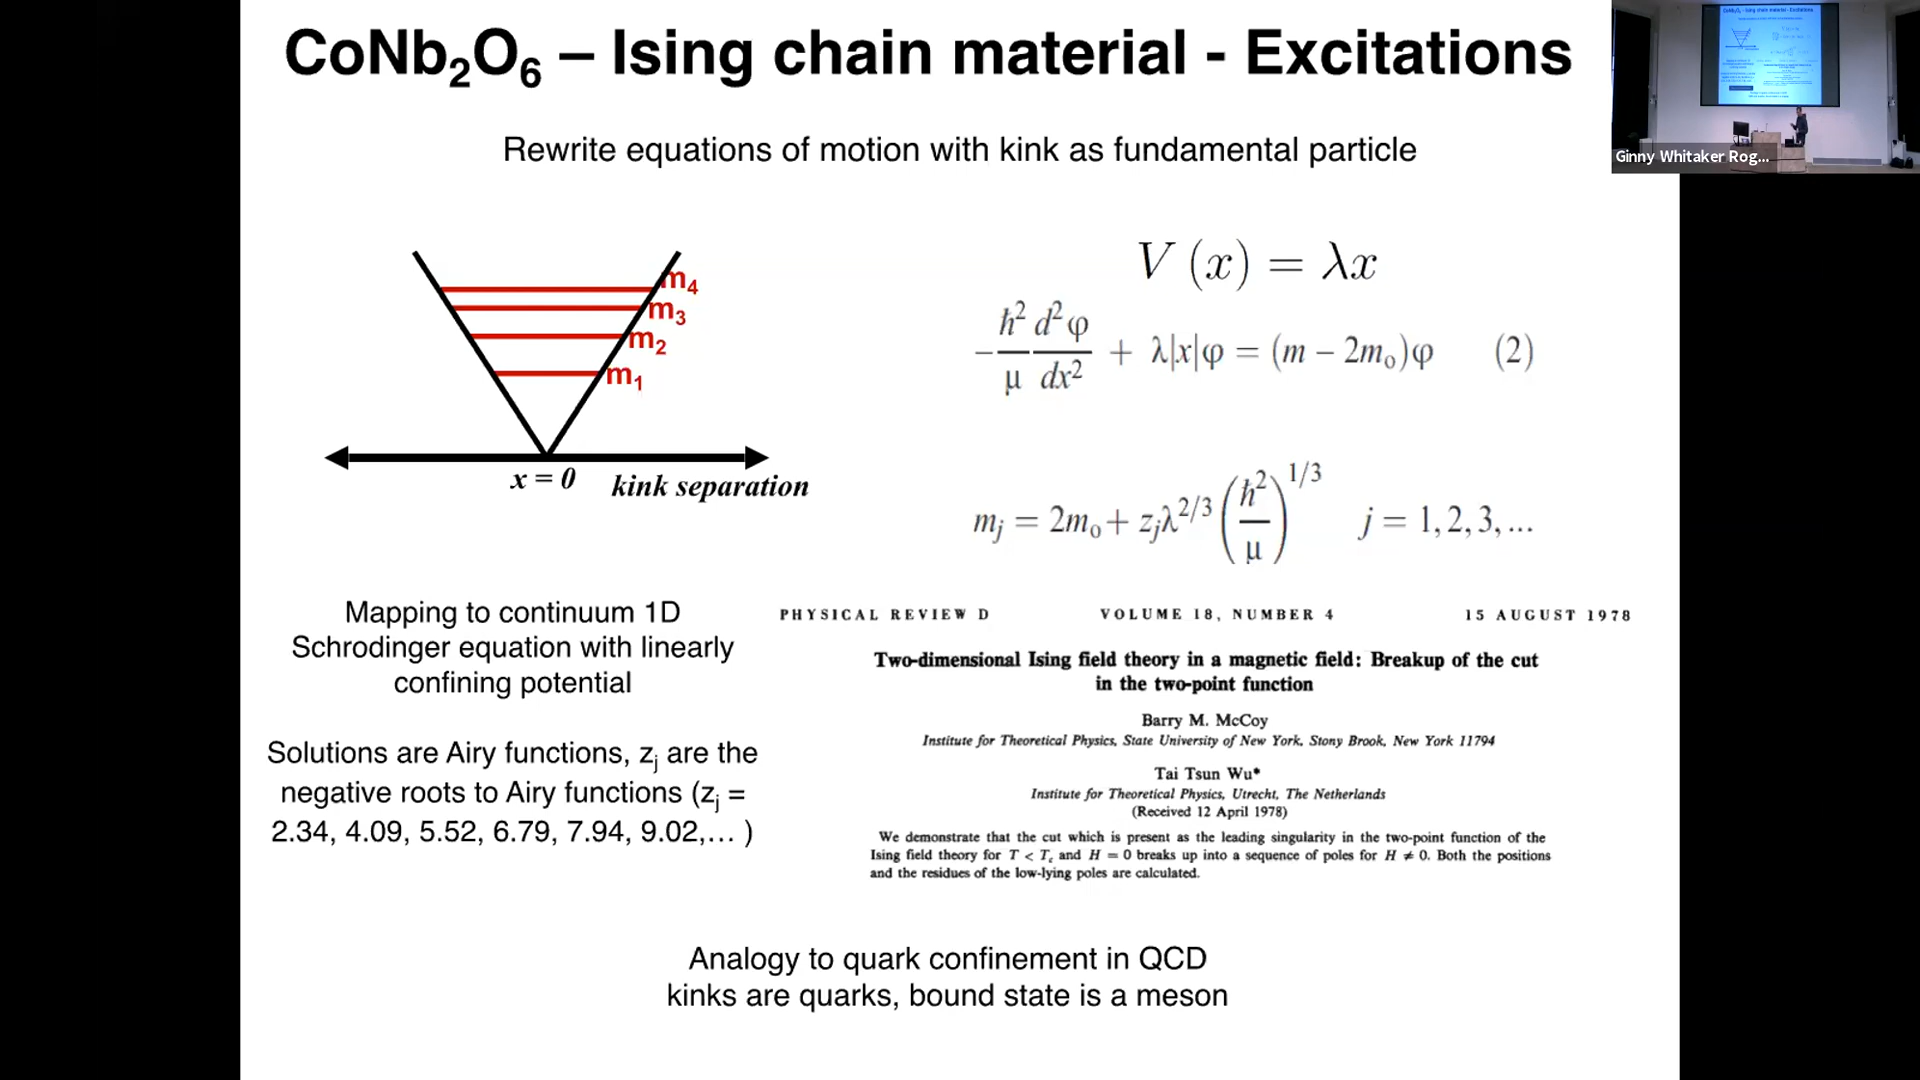 CoNb₂O₆ – Ising chain material - Excitations
Ginny Whitaker Rog...
Rewrite equations of motion with kink as fundamental particle
m₄
m₃
m₂
m₁
x = 0 kink separation
V (x) = λx
−ħ²/μ d²φ/dx² + λ|x|φ = (m − 2mₒ)φ (2)
mⱼ = 2mₒ + zⱼλ^2/3 (ħ²/μ)^1/3 j = 1, 2, 3, ...
Mapping to continuum 1D
Schrodinger equation with linearly
confining potential
Solutions are Airy functions, zⱼ are the
negative roots to Airy functions (zⱼ =
2.34, 4.09, 5.52, 6.79, 7.94, 9.02,... )
PHYSICAL REVIEW D VOLUME 18, NUMBER 4 15 AUGUST 1978
Two-dimensional Ising field theory in a magnetic field: Breakup of the cut
in the two-point function
Barry M. McCoy
Institute for Theoretical Physics, State University of New York, Stony Brook, New York 11794
Tai Tsun Wu*
Institute for Theoretical Physics, Utrecht, The Netherlands
(Received 12 April 1978)
We demonstrate that the cut which is present as the leading singularity in the two-point function of the
Ising field theory for T < T꜀ and H = 0 breaks up into a sequence of poles for H ≠ 0. Both the positions
and the residues of the low-lying poles are calculated.
Analogy to quark confinement in QCD
kinks are quarks, bound state is a meson